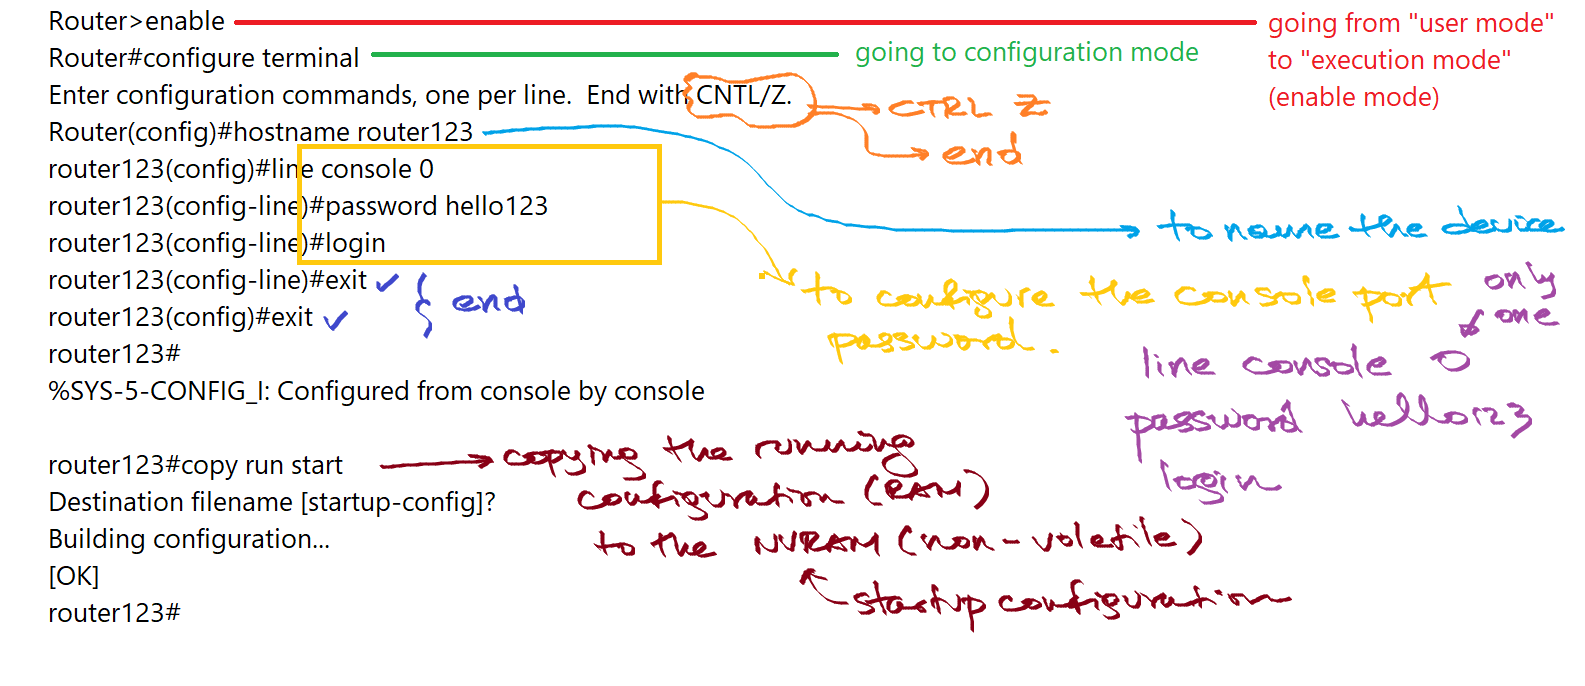 Router>enable
going from "user mode"
Router#configure terminal
going to configuration mode
to "execution mode"
(enable mode)
Enter configuration commands, one per line.  End with CNTL/Z.
CTRL Z
end
Router(config)#hostname router123
router123(config)#line console 0
router123(config-line)#password hello123
to name the device
router123(config-line)#login
router123(config-line)#exit
end
router123(config)#exit
to configure the console port
password.
only
one
router123#
line console 0
password hello123
login
%SYS-5-CONFIG_I: Configured from console by console
router123#copy run start
copying the running
configuration (RAM)
to the NVRAM (non-volatile)
startup configuration
Destination filename [startup-config]?
Building configuration...
[OK]
router123#